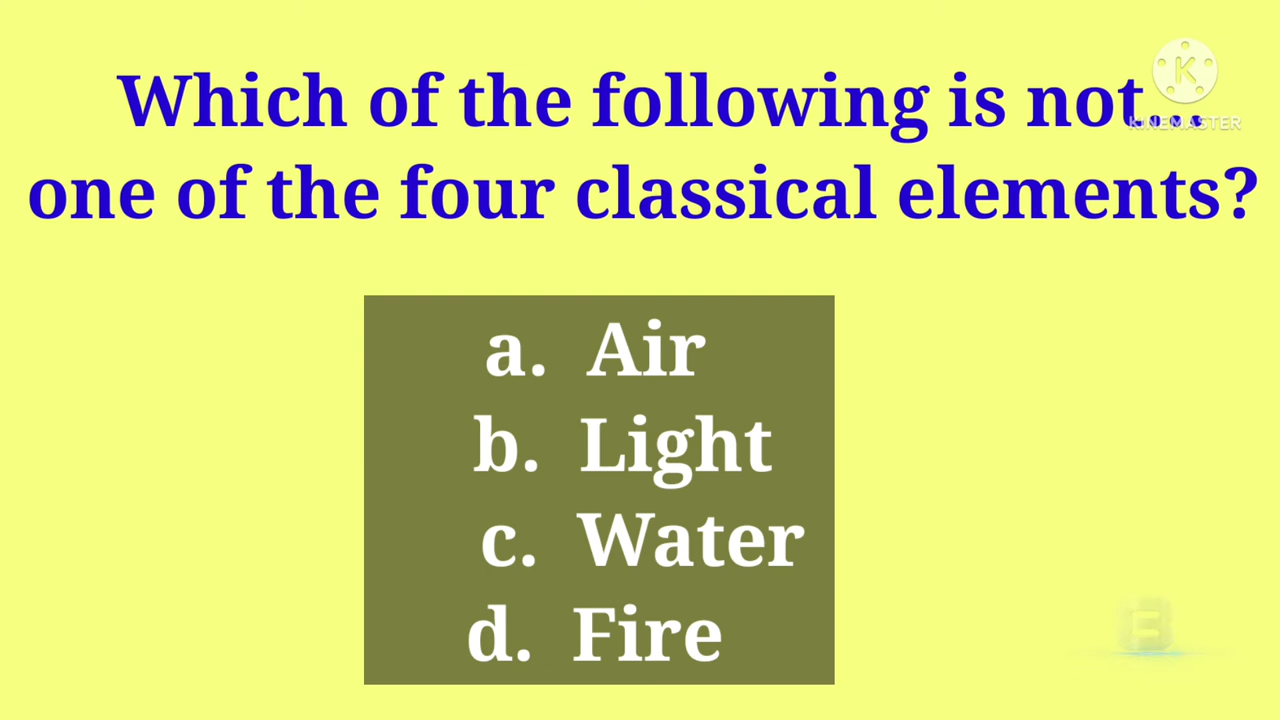 Which of the following is not...
one of the four classical elements?
K
KINEMASTER
a. Air
b. Light
c. Water
d. Fire